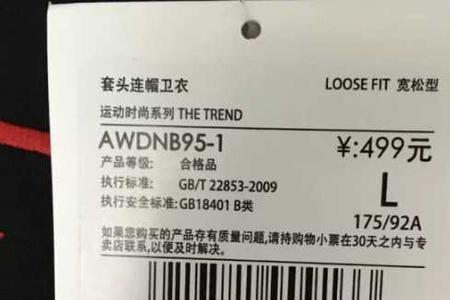 套头连帽卫衣 LOOSE FIT 宽松型
运动时尚系列 THE TREND
AWDNB95-1 ¥:499元
产品等级: 合格品
执行标准: GB/T 22853-2009 L
执行安全标准:GB18401 B类 175/92A
如果您购买的产品存有质量问题,请持购物小票在30天之内与专
卖店联系,以便及时解决。